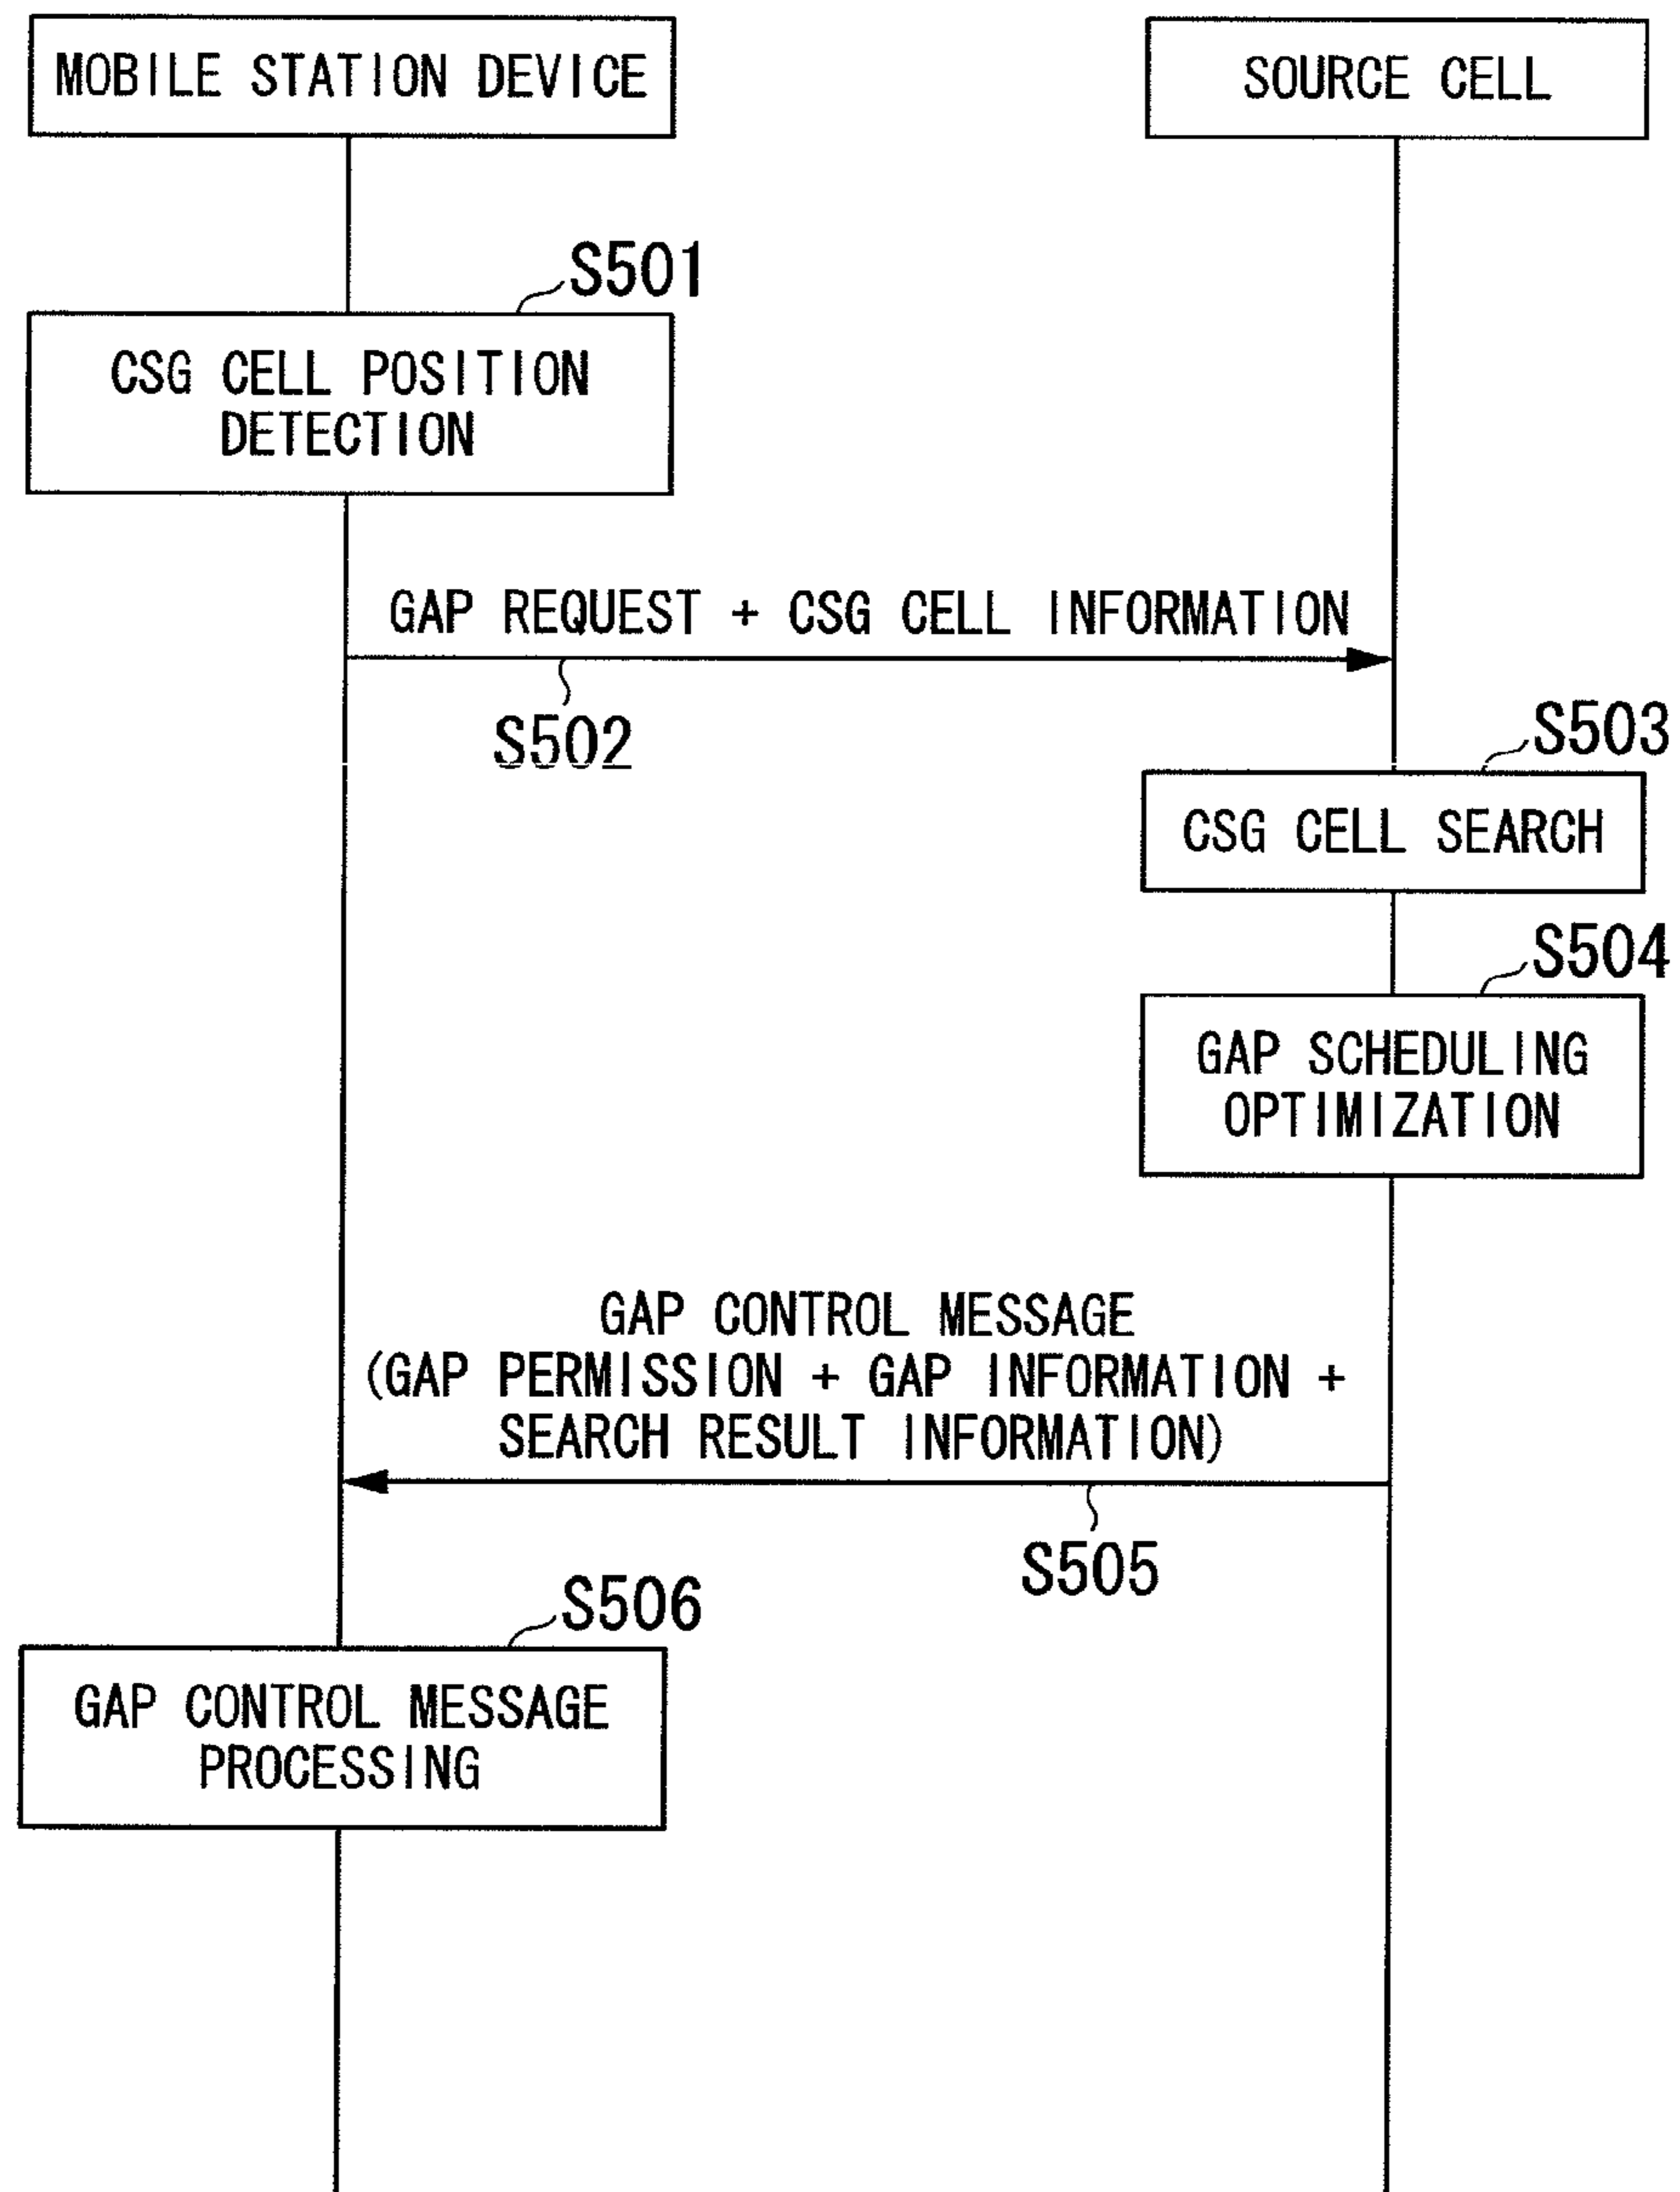 MOBILE STATION DEVICE
SOURCE CELL
S501
CSG CELL POSITION
DETECTION
GAP REQUEST + CSG CELL INFORMATION
S502
S503
CSG CELL SEARCH
S504
GAP SCHEDULING
OPTIMIZATION
GAP CONTROL MESSAGE
(GAP PERMISSION + GAP INFORMATION +
SEARCH RESULT INFORMATION)
S505
S506
GAP CONTROL MESSAGE
PROCESSING